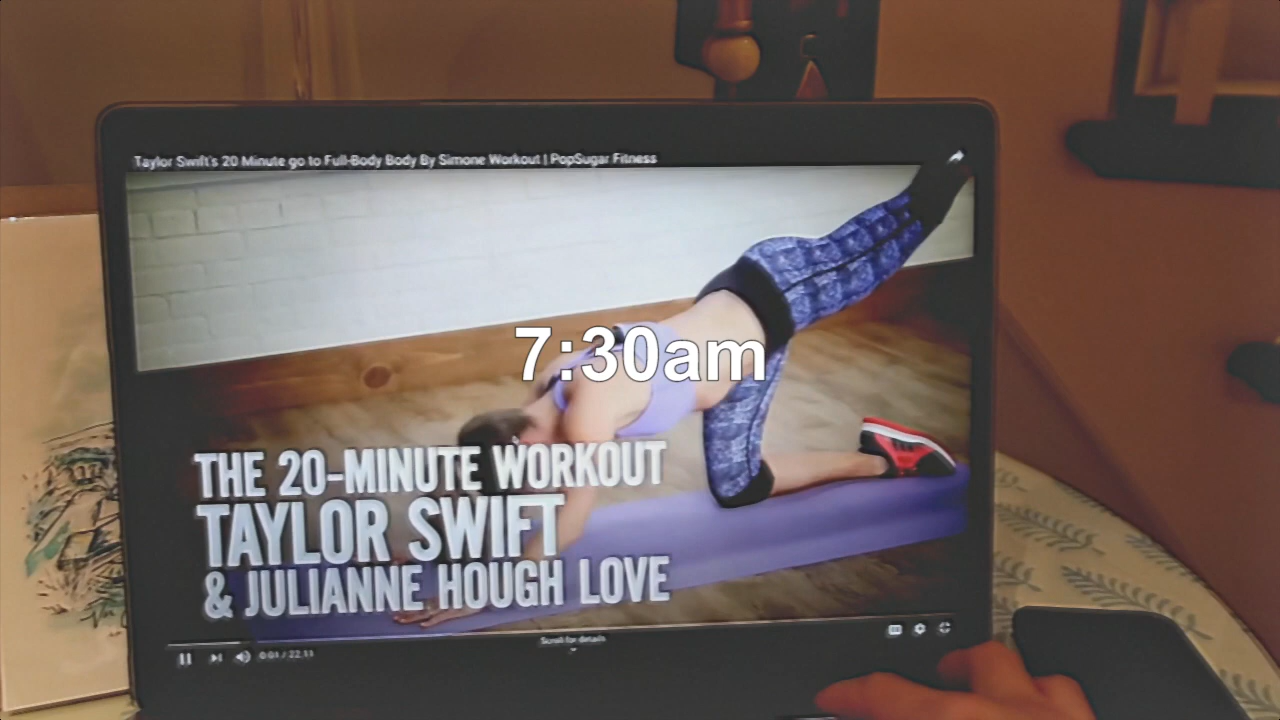 Taylor Swift's 20 Minute go to Full-Body Body By Simone Workout | PopSugar Fitness
7:30am
THE 20-MINUTE WORKOUT
TAYLOR SWIFT
& JULIANNE HOUGH LOVE
Scroll for details
0:01 / 22:11